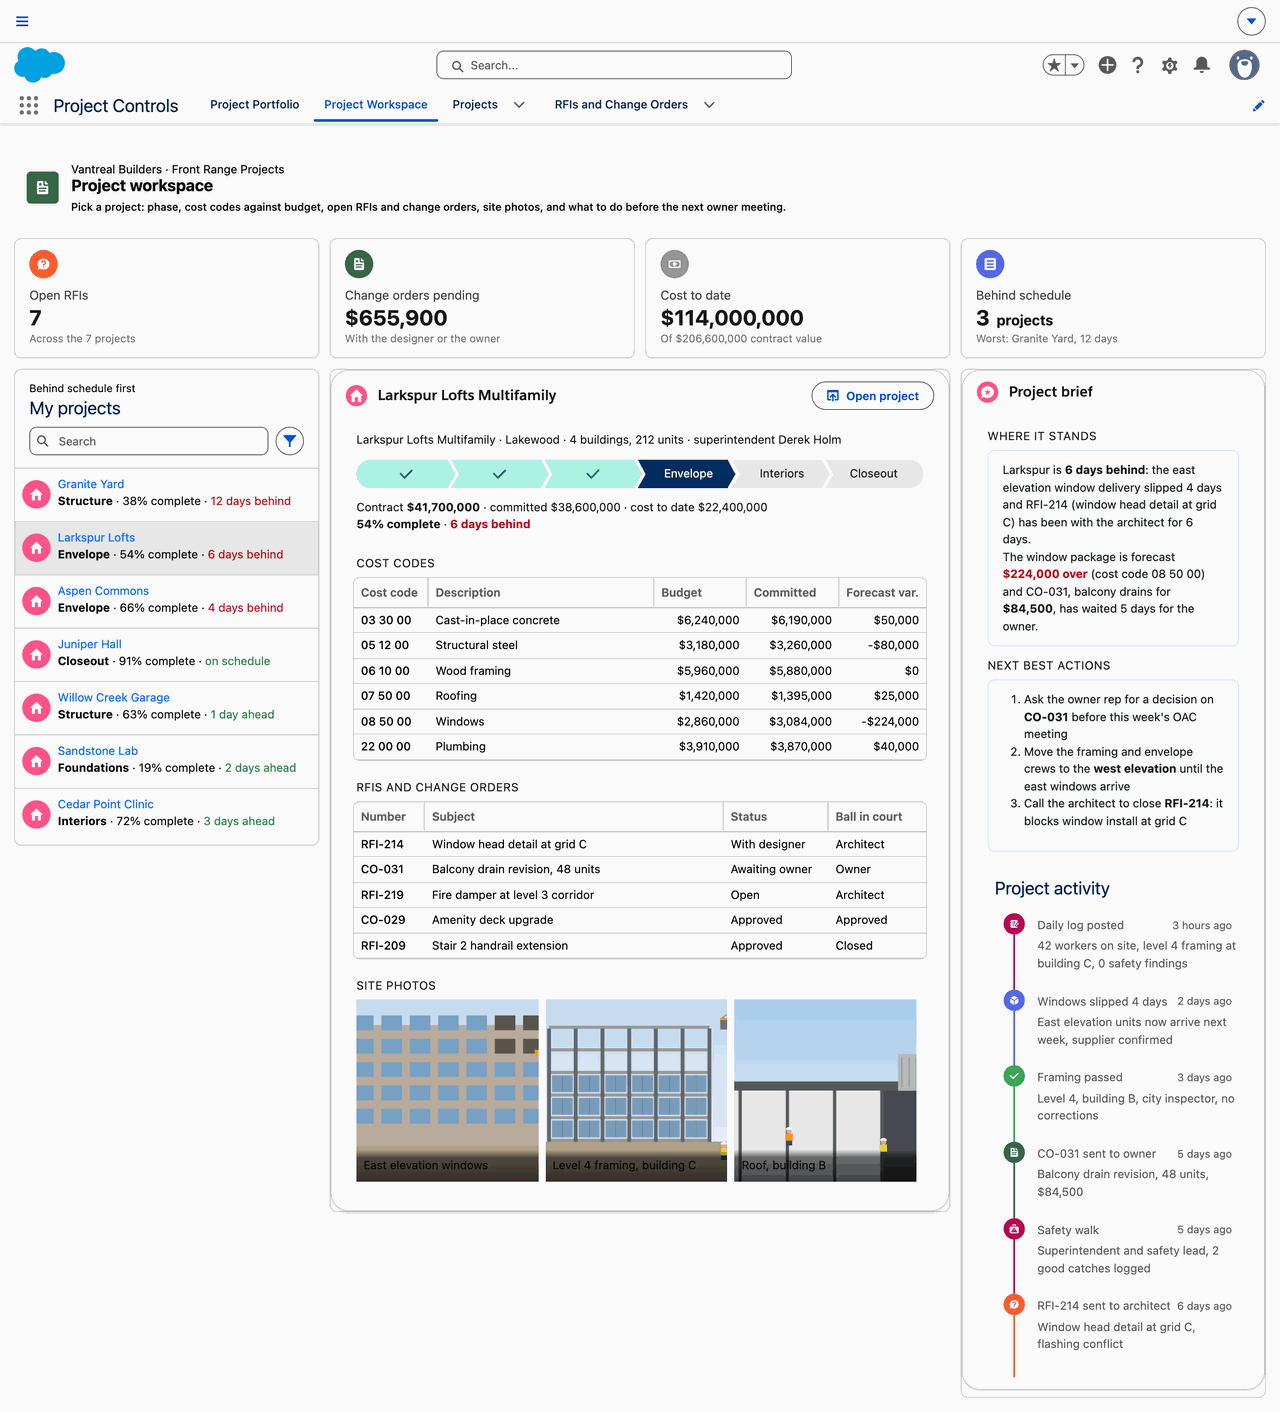 Search...
Project Controls
Project Portfolio
Project Workspace
Projects
RFIs and Change Orders
Vantreal Builders · Front Range Projects
Project workspace
Pick a project: phase, cost codes against budget, open RFIs and change orders, site photos, and what to do before the next owner meeting.
Open RFIs
7
Across the 7 projects
Change orders pending
$655,900
With the designer or the owner
Cost to date
$114,000,000
Of $206,600,000 contract value
Behind schedule
3 projects
Worst: Granite Yard, 12 days
Behind schedule first
My projects
Search
Granite Yard
Structure · 38% complete · 12 days behind
Larkspur Lofts
Envelope · 54% complete · 6 days behind
Aspen Commons
Envelope · 66% complete · 4 days behind
Juniper Hall
Closeout · 91% complete · on schedule
Willow Creek Garage
Structure · 63% complete · 1 day ahead
Sandstone Lab
Foundations · 19% complete · 2 days ahead
Cedar Point Clinic
Interiors · 72% complete · 3 days ahead
Larkspur Lofts Multifamily
Open project
Larkspur Lofts Multifamily · Lakewood · 4 buildings, 212 units · superintendent Derek Holm
Envelope
Interiors
Closeout
Contract $41,700,000 · committed $38,600,000 · cost to date $22,400,000
54% complete · 6 days behind
COST CODES
Cost code Description Budget Committed Forecast var.
03 30 00 Cast-in-place concrete $6,240,000 $6,190,000 $50,000
05 12 00 Structural steel $3,180,000 $3,260,000 -$80,000
06 10 00 Wood framing $5,960,000 $5,880,000 $0
07 50 00 Roofing $1,420,000 $1,395,000 $25,000
08 50 00 Windows $2,860,000 $3,084,000 -$224,000
22 00 00 Plumbing $3,910,000 $3,870,000 $40,000
RFIS AND CHANGE ORDERS
Number Subject Status Ball in court
RFI-214 Window head detail at grid C With designer Architect
CO-031 Balcony drain revision, 48 units Awaiting owner Owner
RFI-219 Fire damper at level 3 corridor Open Architect
CO-029 Amenity deck upgrade Approved Approved
RFI-209 Stair 2 handrail extension Approved Closed
SITE PHOTOS
East elevation windows
Level 4 framing, building C
Roof, building B
Project brief
WHERE IT STANDS
Larkspur is 6 days behind: the east
elevation window delivery slipped 4 days
and RFI-214 (window head detail at grid
C) has been with the architect for 6
days.
The window package is forecast
$224,000 over (cost code 08 50 00)
and CO-031, balcony drains for
$84,500, has waited 5 days for the
owner.
NEXT BEST ACTIONS
1. Ask the owner rep for a decision on
CO-031 before this week's OAC
meeting
2. Move the framing and envelope
crews to the west elevation until the
east windows arrive
3. Call the architect to close RFI-214: it
blocks window install at grid C
Project activity
Daily log posted 3 hours ago
42 workers on site, level 4 framing at
building C, 0 safety findings
Windows slipped 4 days 2 days ago
East elevation units now arrive next
week, supplier confirmed
Framing passed 3 days ago
Level 4, building B, city inspector, no
corrections
CO-031 sent to owner 5 days ago
Balcony drain revision, 48 units,
$84,500
Safety walk 5 days ago
Superintendent and safety lead, 2
good catches logged
RFI-214 sent to architect 6 days ago
Window head detail at grid C,
flashing conflict